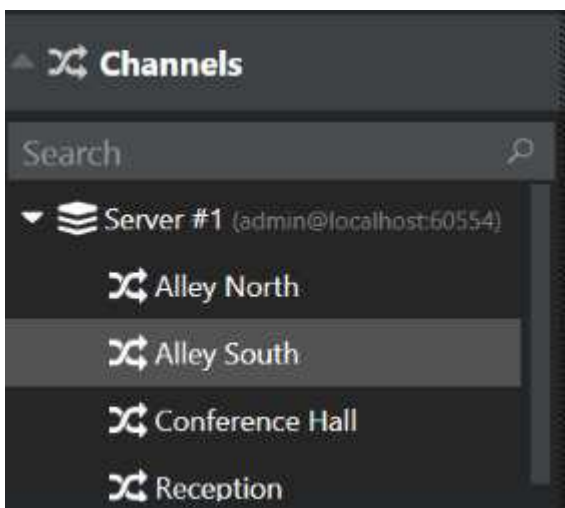 Channels
Search
Server #1 (admin@localhost:60554)
Alley North
Alley South
Conference Hall
Reception